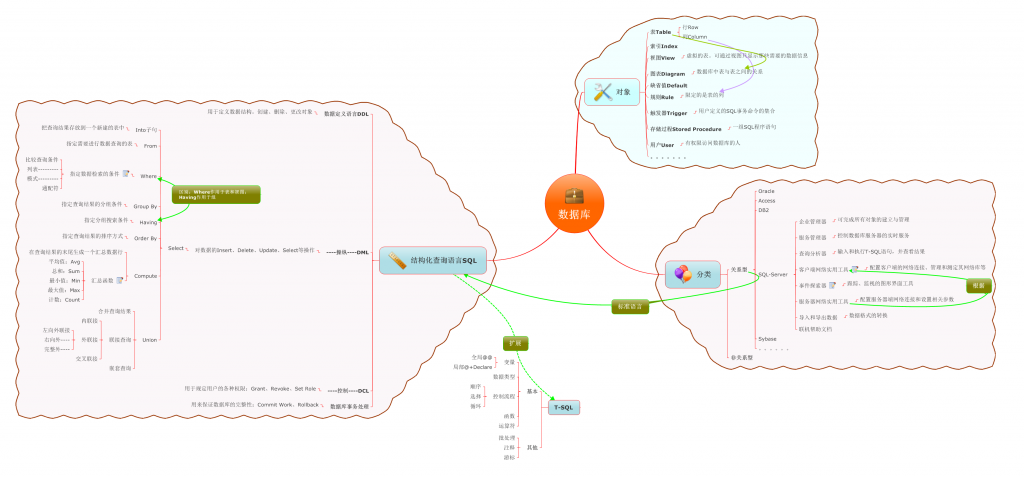 数据库
对象
表Table
行Row
列Column
索引Index
视图View
虚拟的表，可通过视图只显示那些需要的数据信息
图表Diagram
数据库中表与表之间的关系
缺省值Default
规则Rule
限定的是表的列
触发器Trigger
用户定义的SQL事务命令的集合
存储过程Stored Procedure
一组SQL程序语句
用户User
有权限访问数据库的人
. . . . . . .
分类
关系型
Oracle
Access
DB2
SQL-Server
企业管理器
可完成所有对象的建立与管理
服务管理器
控制数据库服务器的实时服务
查询分析器
输入和执行T-SQL语句，并查看结果
客户端网络实用工具
配置客户端的网络连接、管理和测定其网络库等
事件探查器
跟踪、监视的图形界面工具
服务器网络实用工具
配置服务器端网络连接和设置相关参数
导入和导出数据
数据格式的转换
联机帮助文档
Sybase
. . . . . .
非关系型
根据
标准语言
结构化查询语言SQL
数据定义语言DDL
用于定义数据结构，创建、删除、更改对象
----操纵----DML
对数据的Insert、Delete、Update、Select等操作
Select
Into子句
把查询结果存放到一个新建的表中
From
指定需要进行数据查询的表
Where
指定数据检索的条件
比较查询条件
列表---------
模式---------
通配符
Group By
指定查询结果的分组条件
Having
指定分组搜索条件
Order By
指定查询结果的排序方式
Compute
在查询结果的末尾生成一个汇总数据行
汇总函数
平均值：Avg
总和：Sum
最小值：Min
最大值：Max
计数：Count
Union
合并查询结果
联接查询
内联接
外联接
左向外联接
右向外----
完整外----
交叉联接
嵌套查询
区别：Where作用于表和视图，
Having作用于组
----控制----DCL
用于规定用户的各种权限：Grant、Revoke、Set Role
数据库事务处理
用来保证数据库的完整性：Commit Work、Rollback
扩展
T-SQL
基本
变量
全局@@
局部@+Declare
数据类型
控制流程
顺序
选择
循环
函数
运算符
其他
批处理
注释
游标